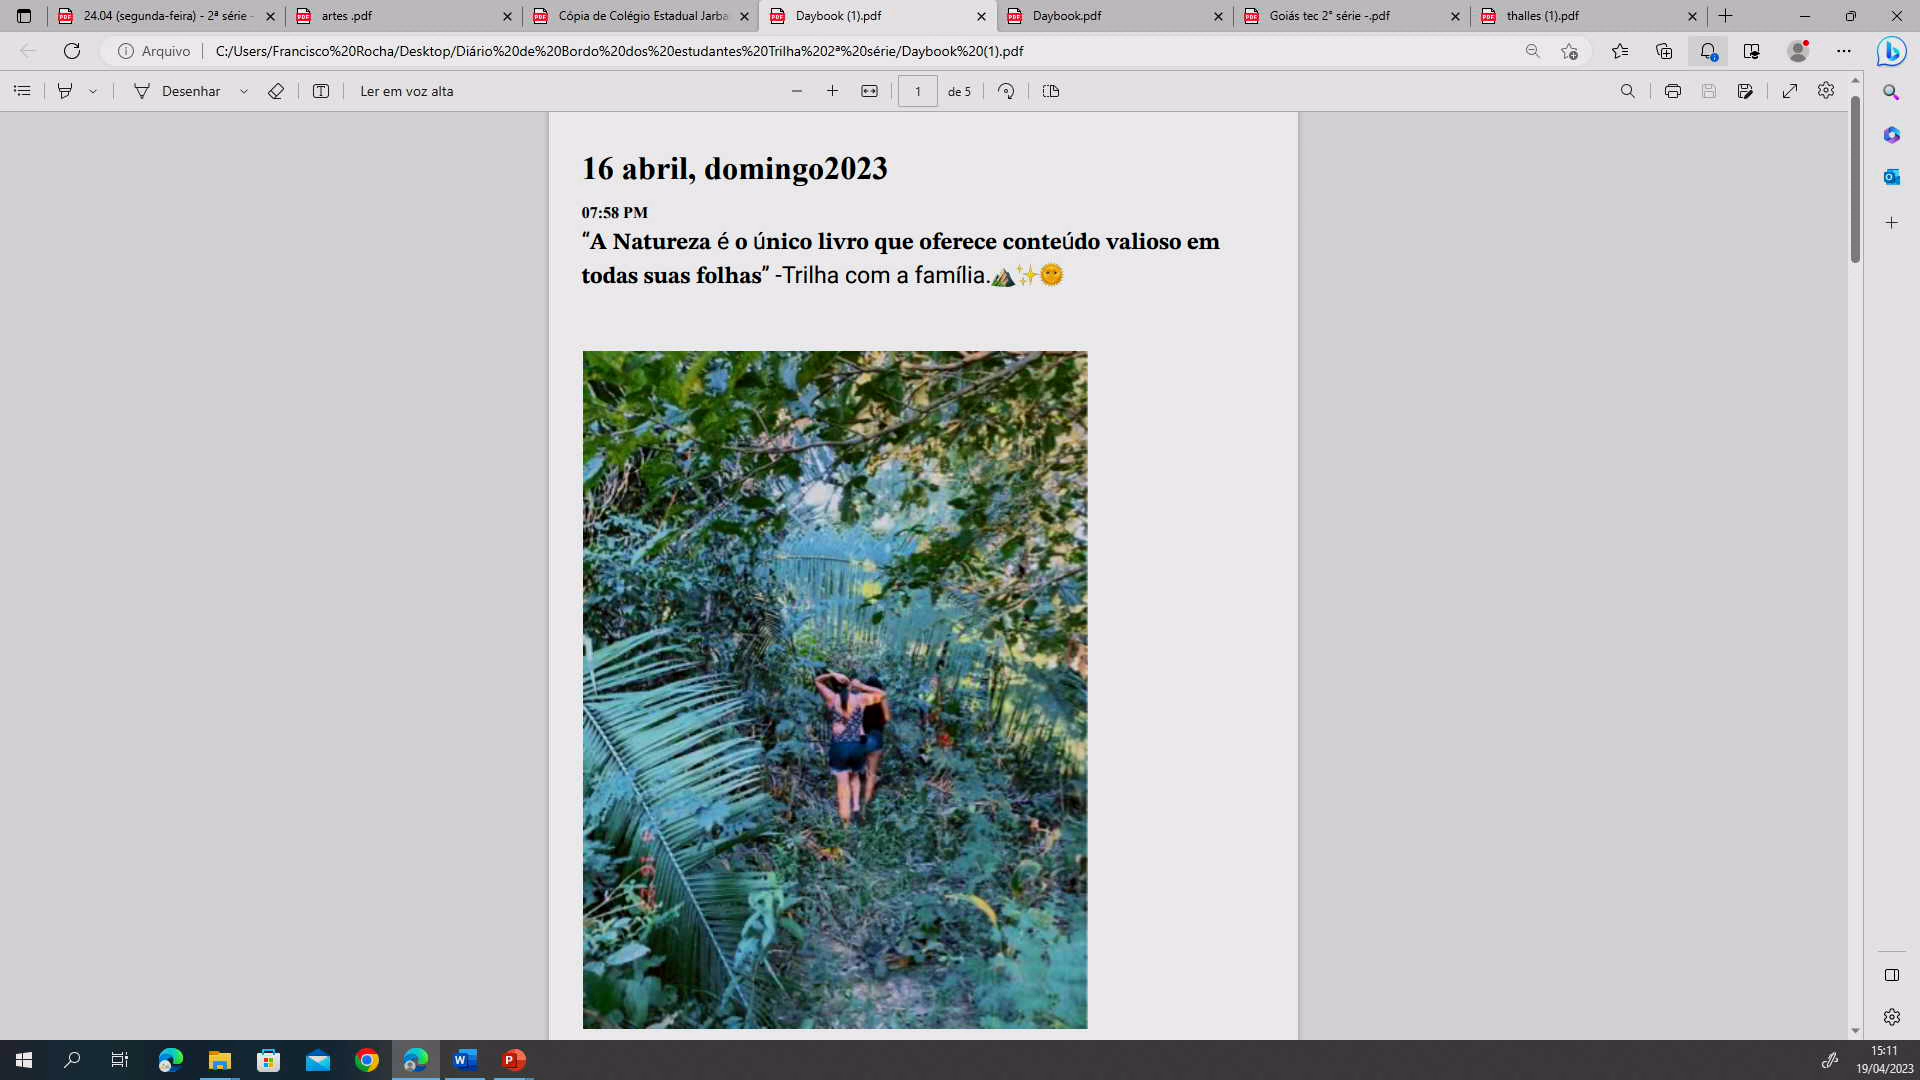 24.04 (segunda-feira) - 2ª série -
artes .pdf
Cópia de Colégio Estadual Jarba
Daybook (1).pdf
Daybook.pdf
Goiás tec 2° série -.pdf
thalles (1).pdf
Arquivo
C:/Users/Francisco%20Rocha/Desktop/Diário%20de%20Bordo%20dos%20estudantes%20Trilha%202ª%20série/Daybook%20(1).pdf
Desenhar
Ler em voz alta
1
de 5
16 abril, domingo2023
07:58 PM
“A Natureza é o único livro que oferece conteúdo valioso em
todas suas folhas” -Trilha com a família.⛰️✨🌞
15:11
19/04/2023